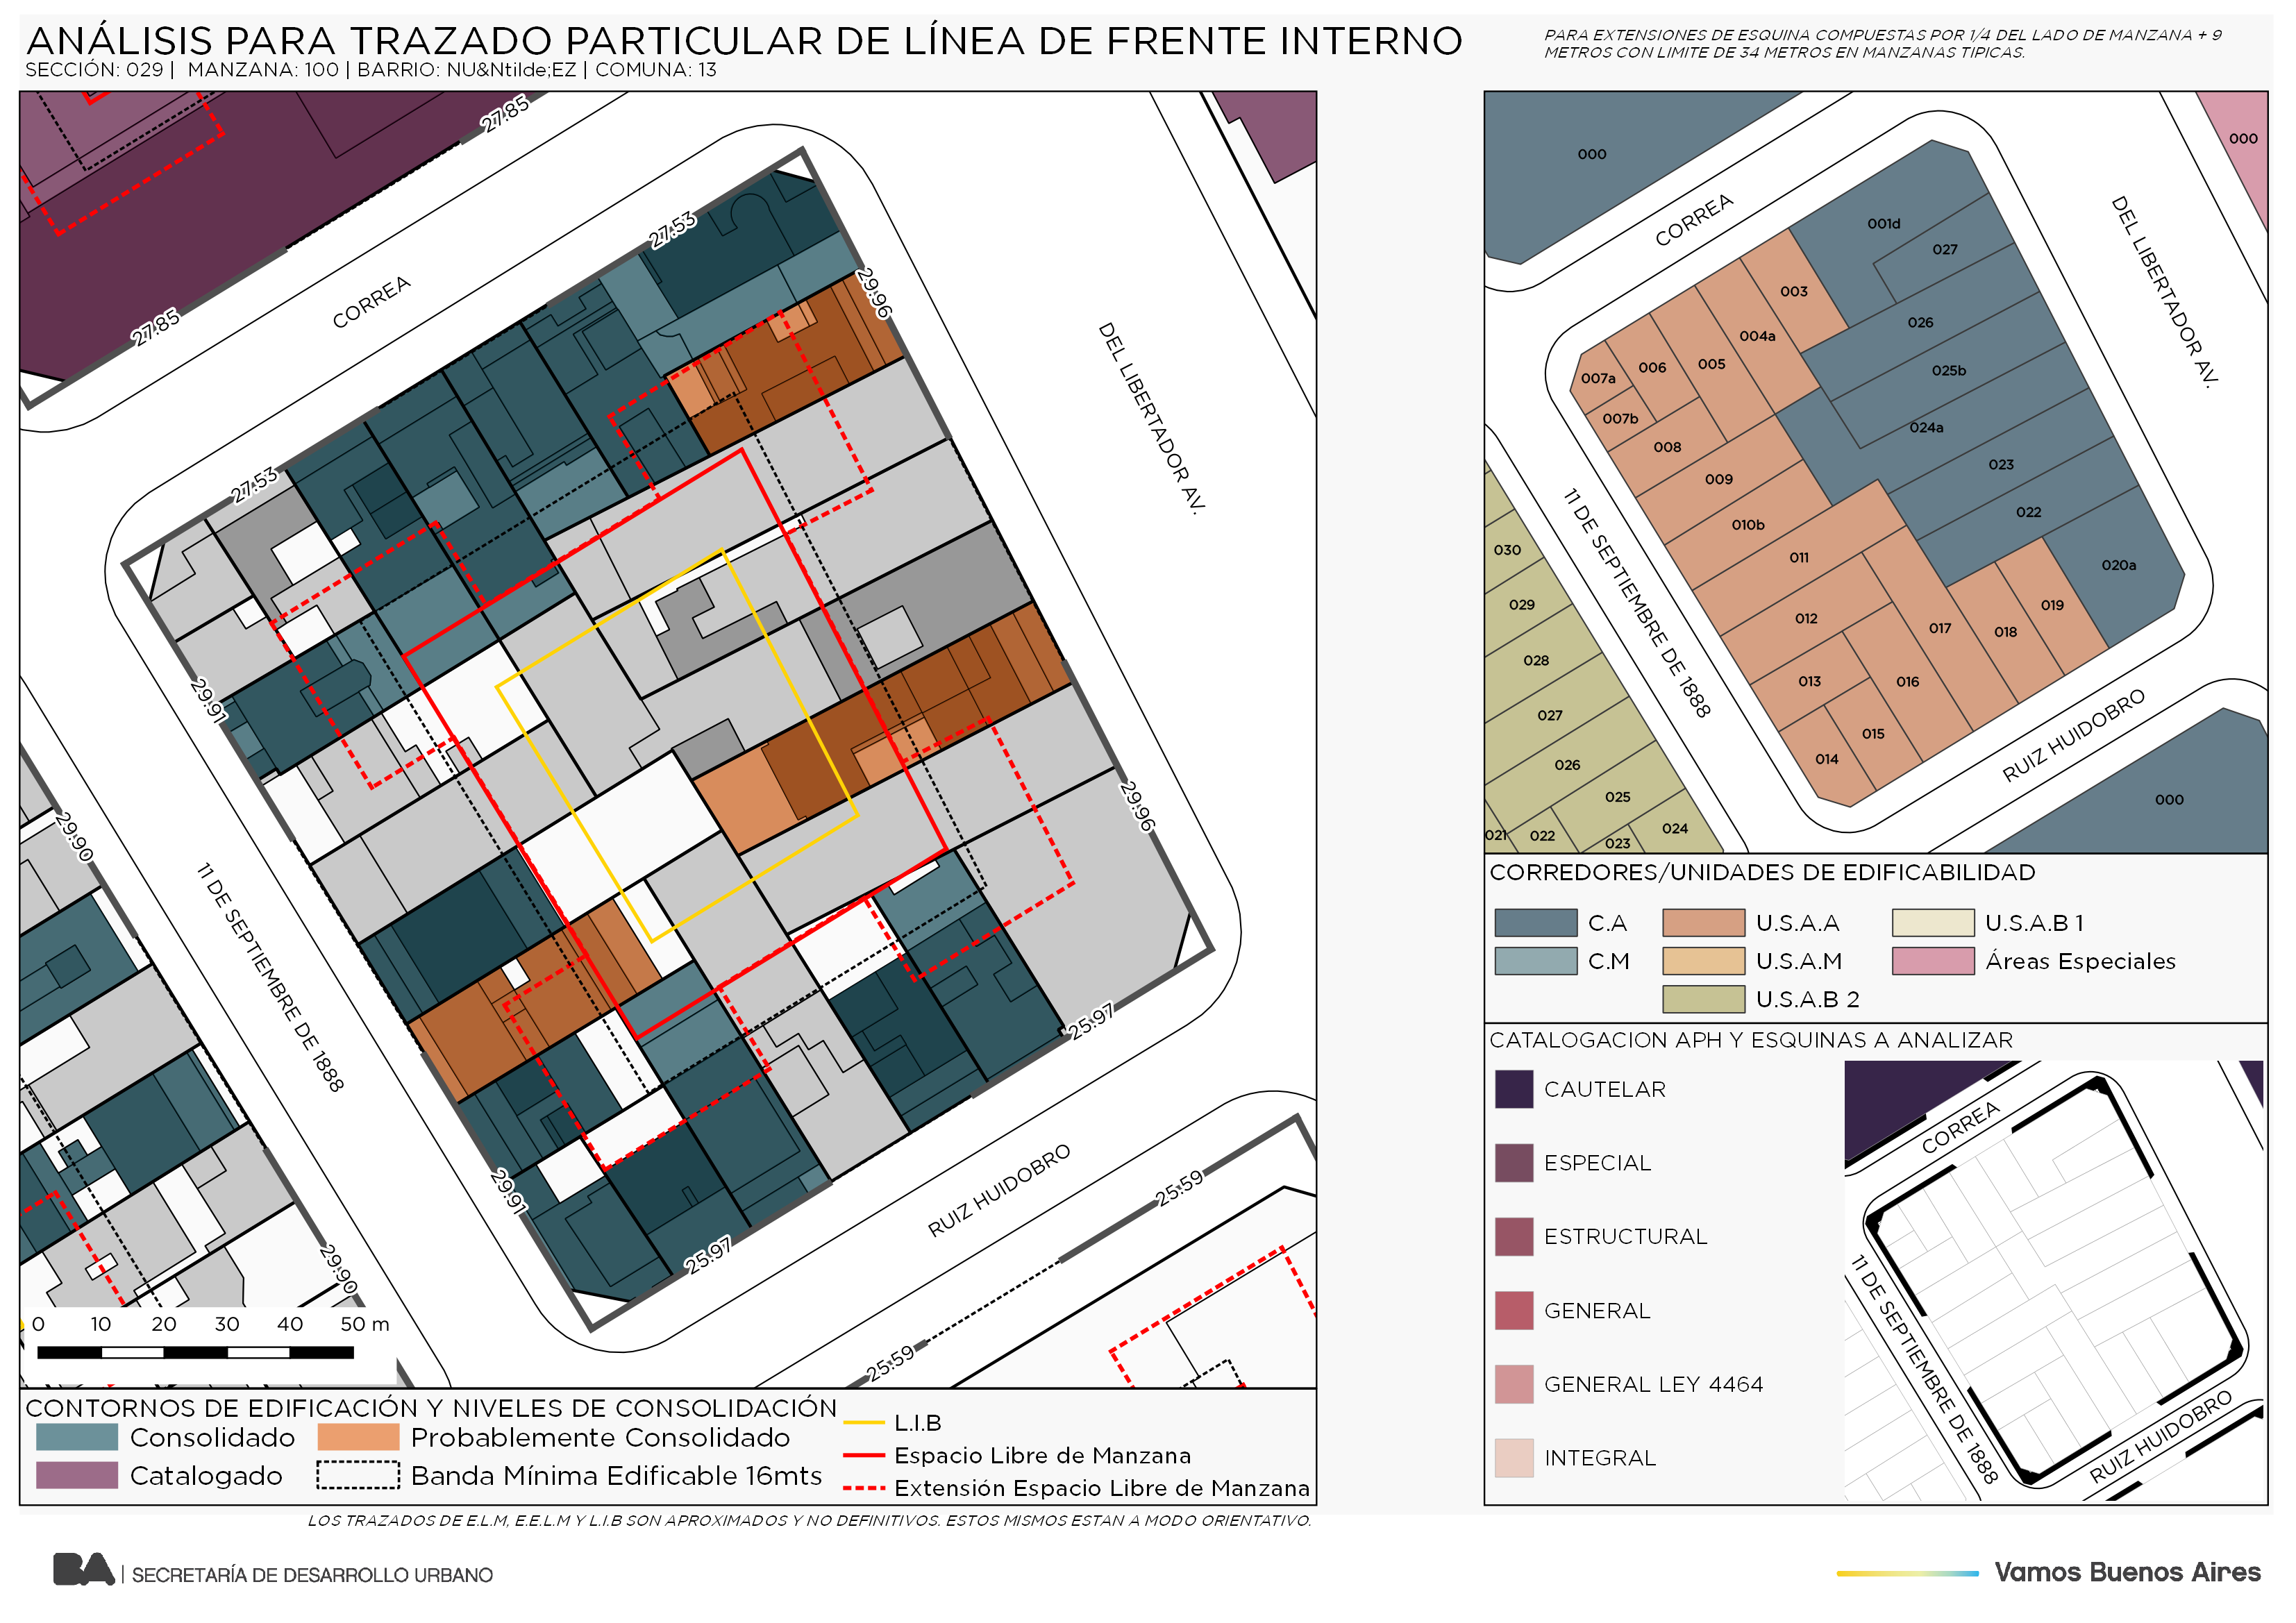 ANÁLISIS PARA TRAZADO PARTICULAR DE LÍNEA DE FRENTE INTERNO
SECCIÓN: 029 | MANZANA: 100 | BARRIO: NU&Ntilde;EZ | COMUNA: 13
PARA EXTENSIONES DE ESQUINA COMPUESTAS POR 1/4 DEL LADO DE MANZANA + 9
METROS CON LIMITE DE 34 METROS EN MANZANAS TIPICAS.
27.85
27.85
CORREA
27.53
27.53
29.96
DEL LIBERTADOR AV.
29.91
29.90
11 DE SEPTIEMBRE DE 1888
29.96
25.97
29.91
25.97
RUIZ HUIDOBRO
25.59
25.59
29.90
0 10 20 30 40 50 m
CONTORNOS DE EDIFICACIÓN Y NIVELES DE CONSOLIDACIÓN
Consolidado
Probablemente Consolidado
Catalogado
Banda Mínima Edificable 16mts
L.I.B
Espacio Libre de Manzana
Extensión Espacio Libre de Manzana
LOS TRAZADOS DE E.L.M, E.E.L.M Y L.I.B SON APROXIMADOS Y NO DEFINITIVOS. ESTOS MISMOS ESTAN A MODO ORIENTATIVO.
000
000
CORREA
DEL LIBERTADOR AV.
001d
027
003
026
004a
025b
005
006
007a
007b
008
024a
009
023
010b
022
011
020a
012
019
018
017
013
016
015
014
11 DE SEPTIEMBRE DE 1888
RUIZ HUIDOBRO
030
029
028
027
026
025
024
023
022
021
000
CORREDORES/UNIDADES DE EDIFICABILIDAD
C.A
U.S.A.A
U.S.A.B 1
C.M
U.S.A.M
Áreas Especiales
U.S.A.B 2
CATALOGACION APH Y ESQUINAS A ANALIZAR
CAUTELAR
ESPECIAL
ESTRUCTURAL
GENERAL
GENERAL LEY 4464
INTEGRAL
CORREA
11 DE SEPTIEMBRE DE 1888
RUIZ HUIDOBRO
BA | SECRETARÍA DE DESARROLLO URBANO
Vamos Buenos Aires